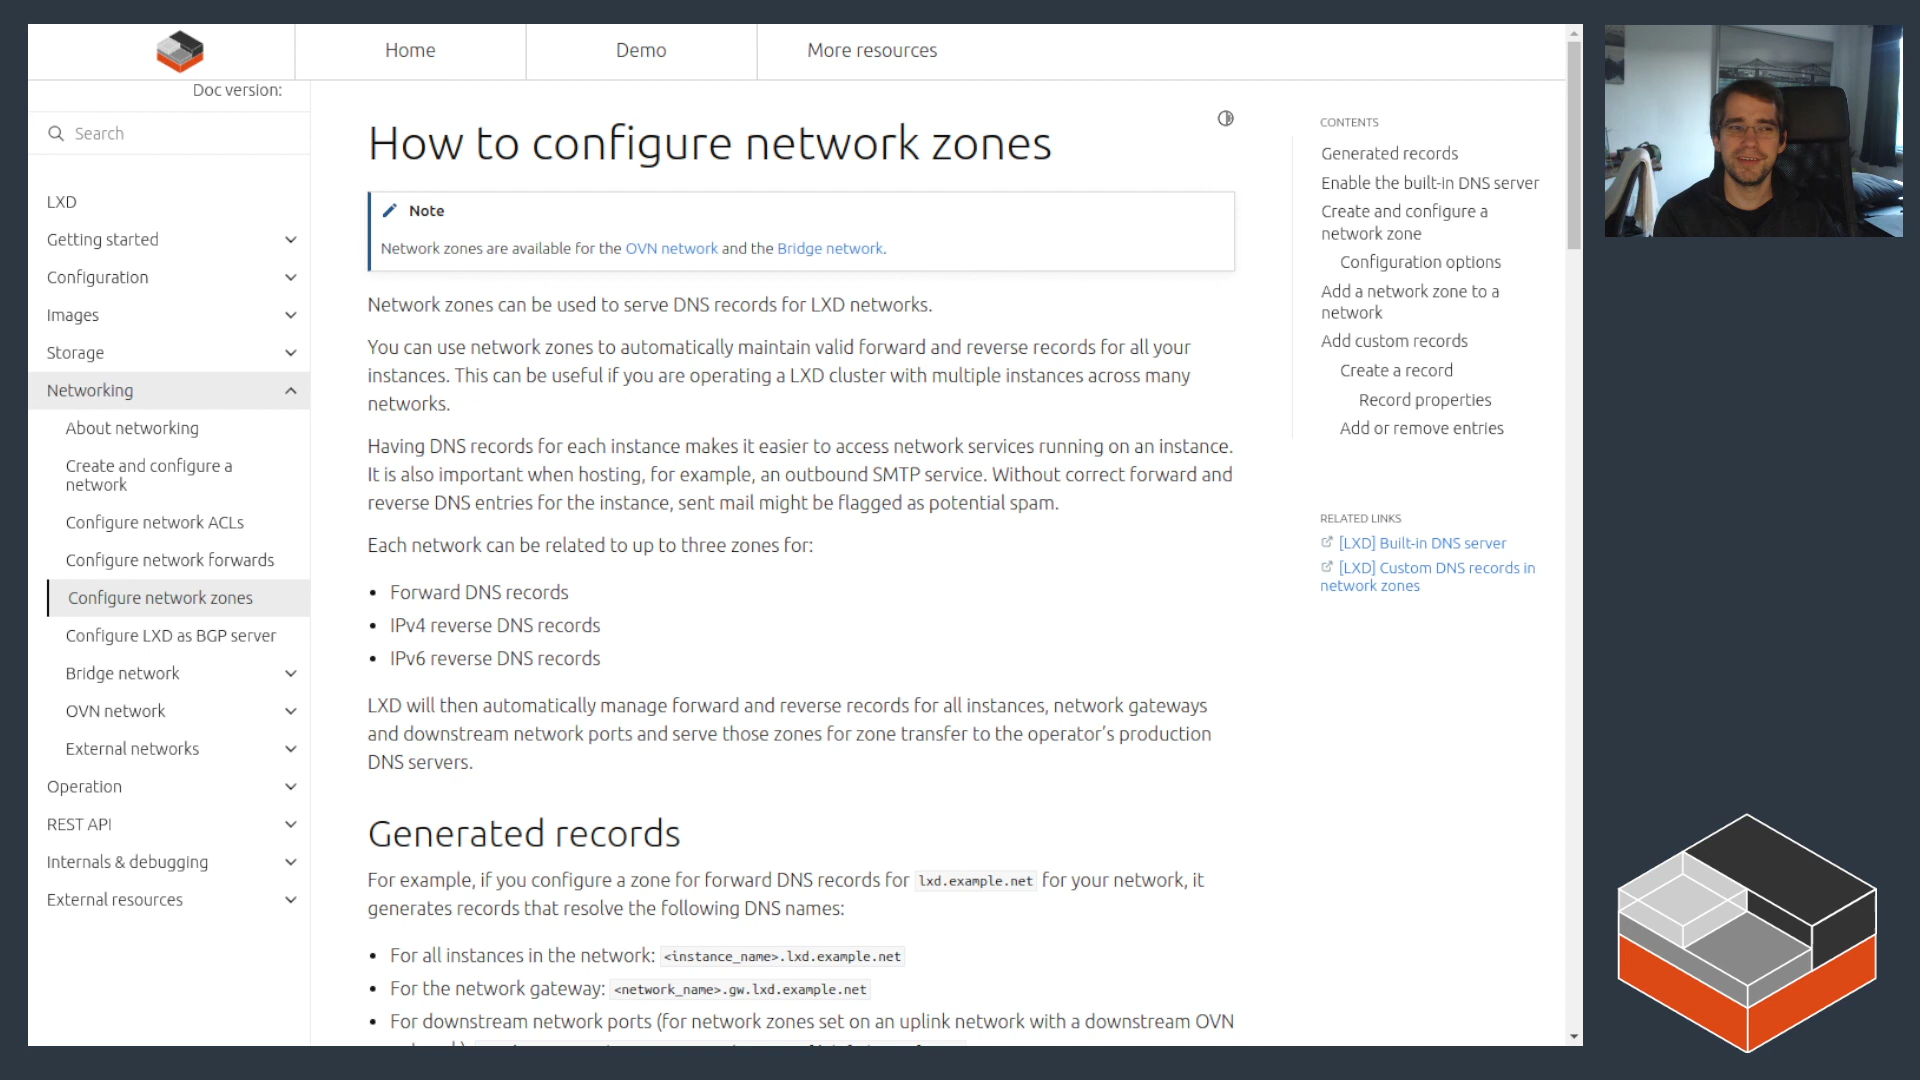 Home
Demo
More resources
Doc version:
Search
LXD
Getting started
Configuration
Images
Storage
Networking
About networking
Create and configure a
network
Configure network ACLs
Configure network forwards
Configure network zones
Configure LXD as BGP server
Bridge network
OVN network
External networks
Operation
REST API
Internals & debugging
External resources
How to configure network zones
Note
Network zones are available for the OVN network and the Bridge network.
Network zones can be used to serve DNS records for LXD networks.
You can use network zones to automatically maintain valid forward and reverse records for all your
instances. This can be useful if you are operating a LXD cluster with multiple instances across many
networks.
Having DNS records for each instance makes it easier to access network services running on an instance.
It is also important when hosting, for example, an outbound SMTP service. Without correct forward and
reverse DNS entries for the instance, sent mail might be flagged as potential spam.
Each network can be related to up to three zones for:
• Forward DNS records
• IPv4 reverse DNS records
• IPv6 reverse DNS records
LXD will then automatically manage forward and reverse records for all instances, network gateways
and downstream network ports and serve those zones for zone transfer to the operator’s production
DNS servers.
Generated records
For example, if you configure a zone for forward DNS records for lxd.example.net for your network, it
generates records that resolve the following DNS names:
• For all instances in the network: <instance_name>.lxd.example.net
• For the network gateway: <network_name>.gw.lxd.example.net
• For downstream network ports (for network zones set on an uplink network with a downstream OVN
CONTENTS
Generated records
Enable the built-in DNS server
Create and configure a
network zone
Configuration options
Add a network zone to a
network
Add custom records
Create a record
Record properties
Add or remove entries
RELATED LINKS
[LXD] Built-in DNS server
[LXD] Custom DNS records in
network zones